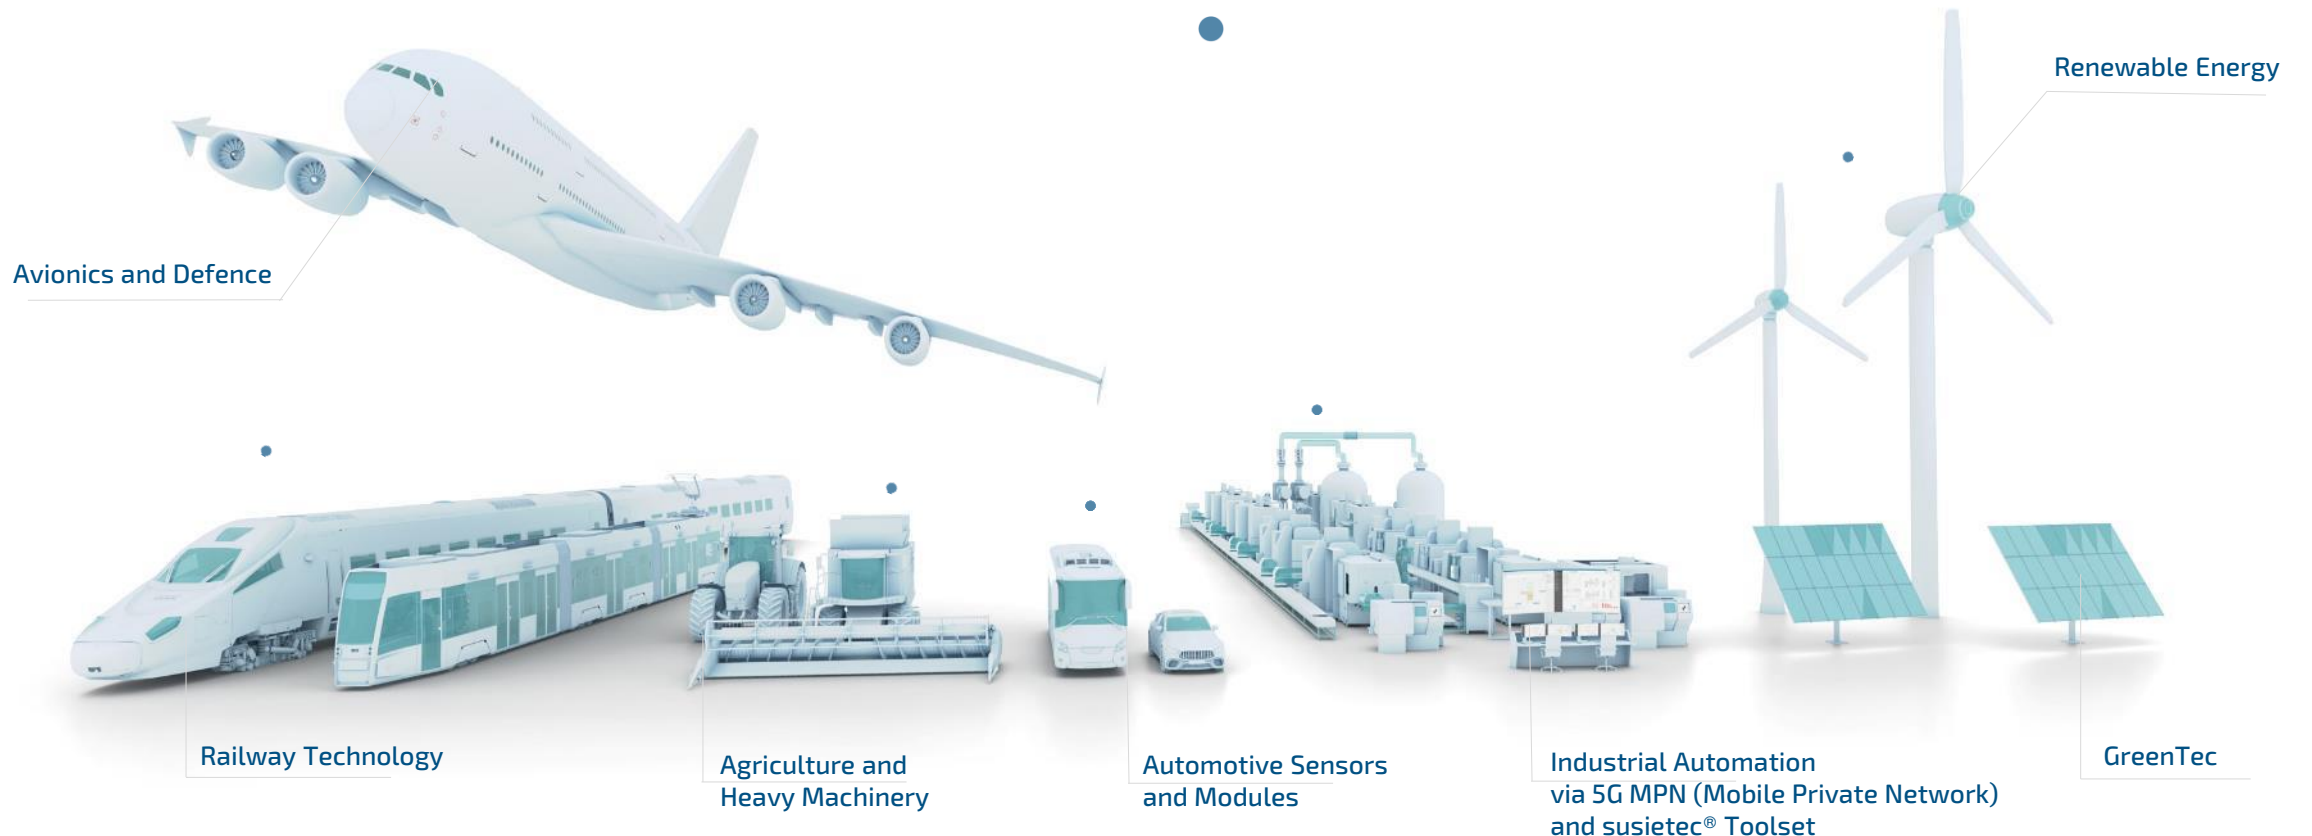 Renewable Energy
Avionics and Defence
Railway Technology
Agriculture and
Heavy Machinery
Automotive Sensors
and Modules
Industrial Automation
via 5G MPN (Mobile Private Network)
and susietec® Toolset
GreenTec